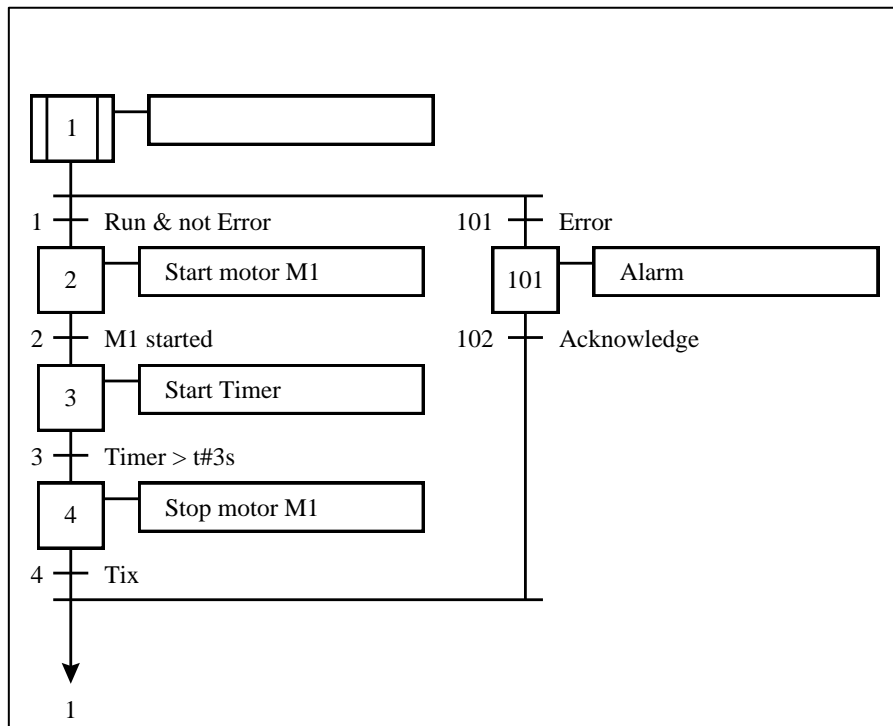 1
1 Run & not Error
101 Error
2 Start motor M1
101 Alarm
2 M1 started
102 Acknowledge
3 Start Timer
3 Timer > t#3s
4 Stop motor M1
4 Tix
1